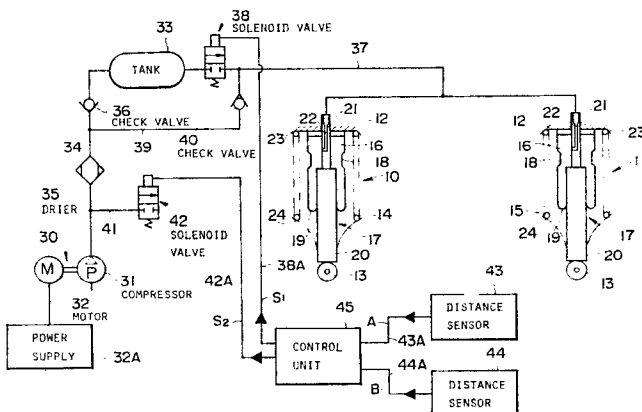 38
33
SOLENOID VALVE
37
TANK
36
CHECK VALVE
39
40
CHECK VALVE
34
35
DRIER
41
42
SOLENOID
VALVE
30
M
P
31
COMPRESSOR
32
MOTOR
POWER
SUPPLY
32A
42A
38A
S1
S2
45
CONTROL
UNIT
A
43A
44A
B
43
DISTANCE
SENSOR
44
DISTANCE
SENSOR
21
22
12
23
16
18
10
24
14
19
17
20
13
21
22
12
23
16
18
1
15
24
19
17
20
13